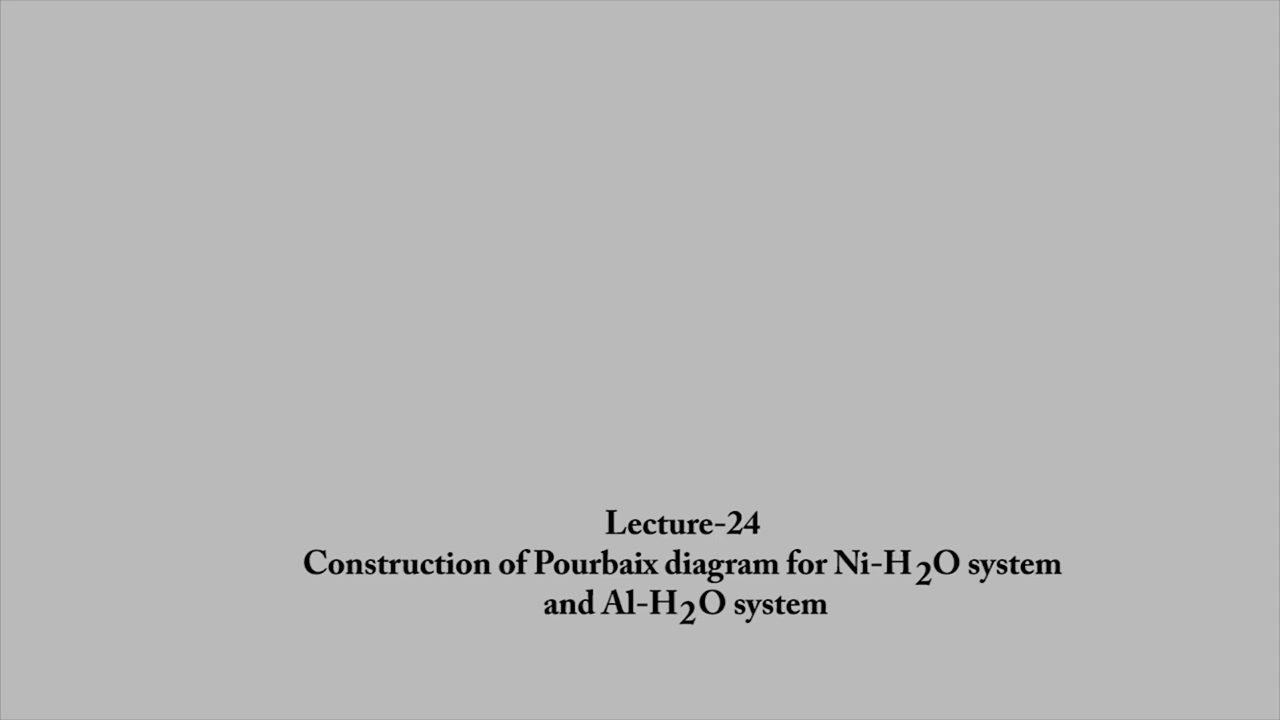 Lecture-24
Construction of Pourbaix diagram for Ni-H2O system
and Al-H2O system